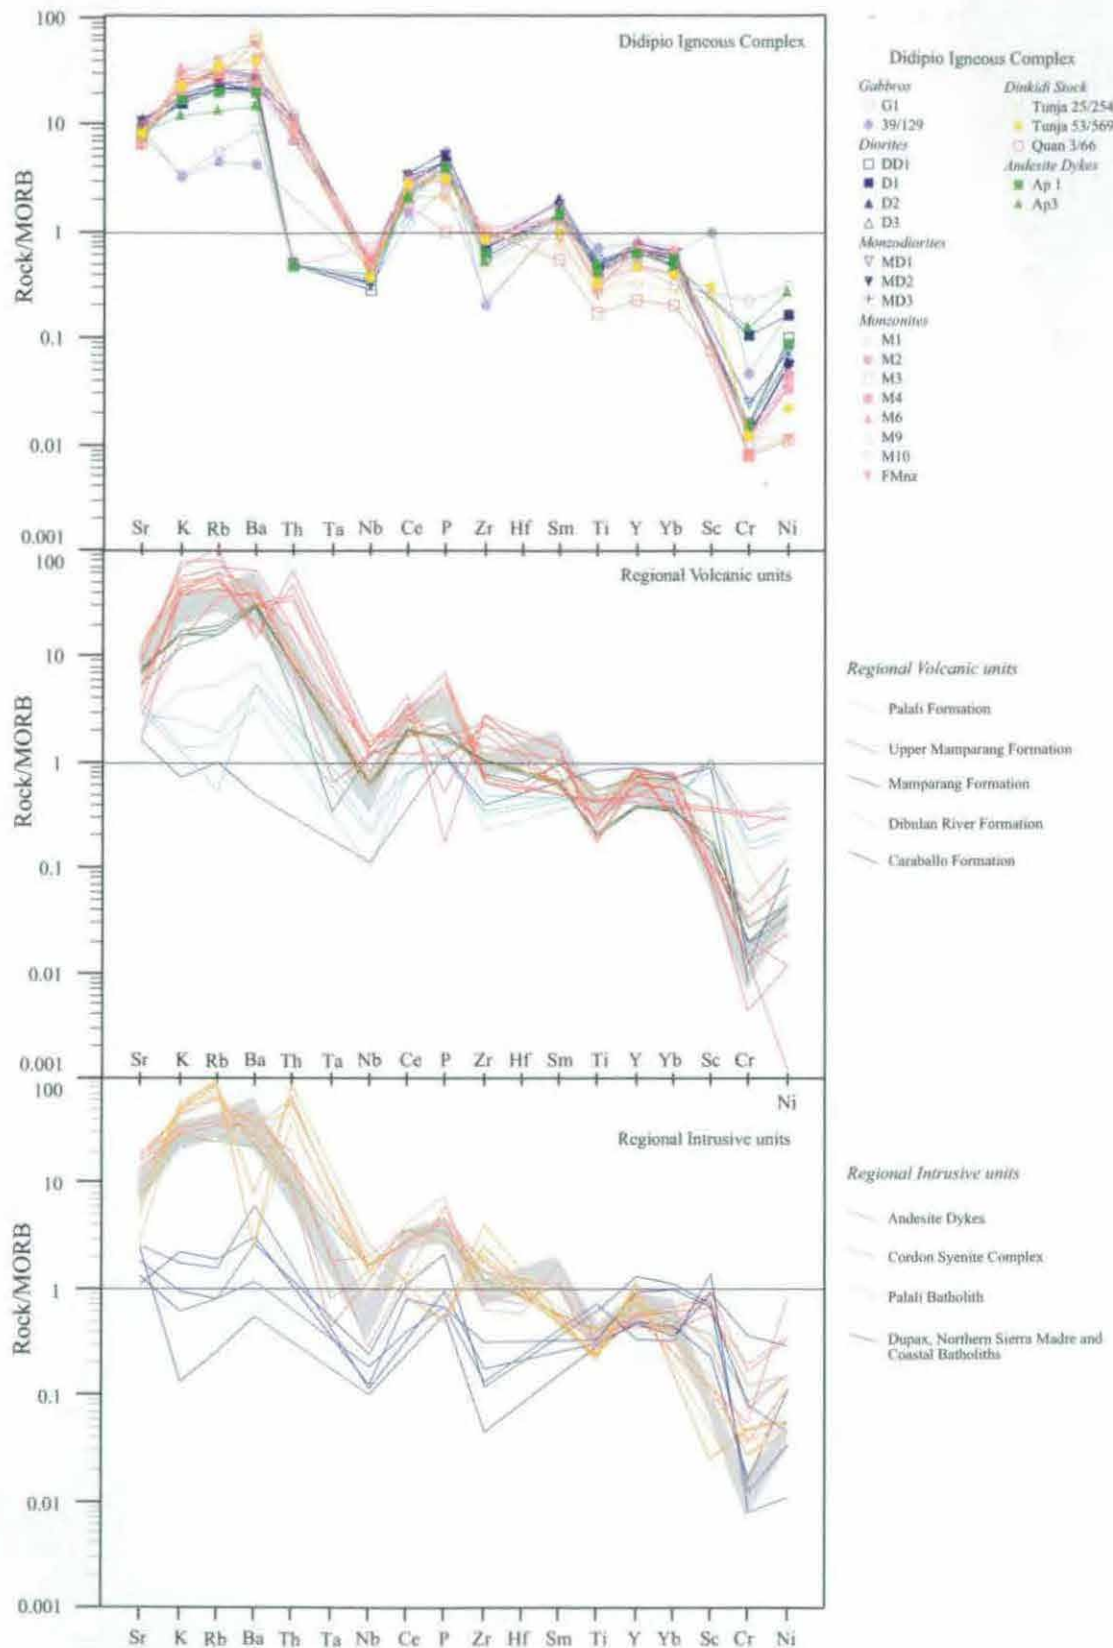 100
10
1
0.1
0.01
0.001
Rock/MORB
Didipio Igneous Complex
Sr K Rb Ba Th Ta Nb Ce P Zr Hf Sm Ti Y Yb Sc Cr Ni
Didipio Igneous Complex
Gabbros
G1
39/129
Diorites
DD1
D1
D2
D3
Monzodiorites
MD1
MD2
MD3
Monzonites
M1
M2
M3
M4
M6
M9
M10
FMnz
Dinkidi Stock
Tunja 25/254
Tunja 53/569
Quan 3/66
Andesite Dykes
Ap 1
Ap3
100
10
1
0.1
0.01
0.001
Rock/MORB
Regional Volcanic units
Sr K Rb Ba Th Ta Nb Ce P Zr Hf Sm Ti Y Yb Sc Cr
Ni
Regional Volcanic units
Palali Formation
Upper Mamparang Formation
Mamparang Formation
Dibulan River Formation
Caraballo Formation
100
10
1
0.1
0.01
0.001
Rock/MORB
Regional Intrusive units
Sr K Rb Ba Th Ta Nb Ce P Zr Hf Sm Ti Y Yb Sc Cr Ni
Regional Intrusive units
Andesite Dykes
Cordon Syenite Complex
Palali Batholith
Dupax, Northern Sierra Madre and
Coastal Batholiths